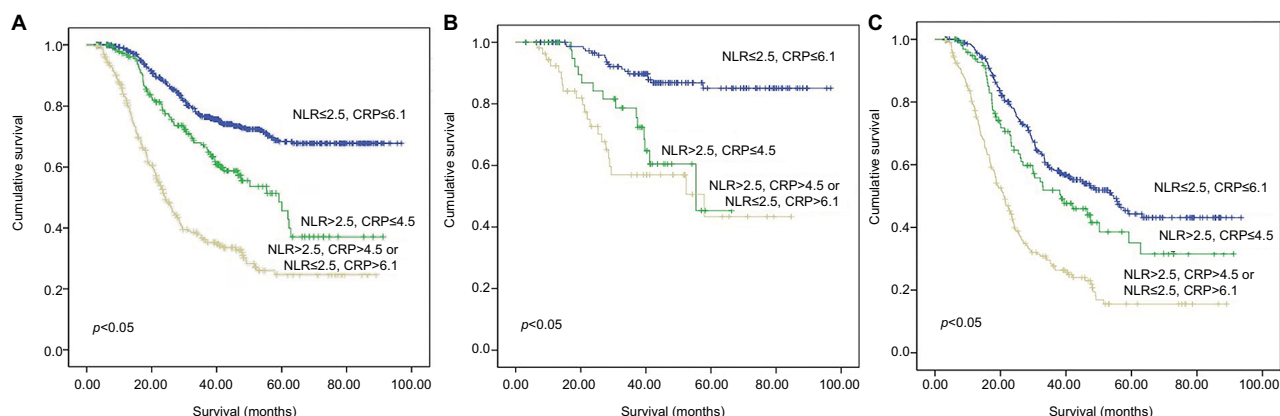 A
Cumulative survival
1.0
0.8
0.6
0.4
0.2
0.0
NLR≤2.5, CRP≤6.1
NLR>2.5, CRP≤4.5
NLR>2.5, CRP>4.5 or
NLR≤2.5, CRP>6.1
p<0.05
0.00 20.00 40.00 60.00 80.00 100.00
Survival (months)
B
Cumulative survival
1.0
0.8
0.6
0.4
0.2
0.0
NLR≤2.5, CRP≤6.1
NLR>2.5, CRP≤4.5
NLR>2.5, CRP>4.5 or
NLR≤2.5, CRP>6.1
p<0.05
0.00 20.00 40.00 60.00 80.00 100.00
Survival (months)
C
Cumulative survival
1.0
0.8
0.6
0.4
0.2
0.0
NLR≤2.5, CRP≤6.1
NLR>2.5, CRP≤4.5
NLR>2.5, CRP>4.5 or
NLR≤2.5, CRP>6.1
p<0.05
0.00 20.00 40.00 60.00 80.00 100.00
Survival (months)